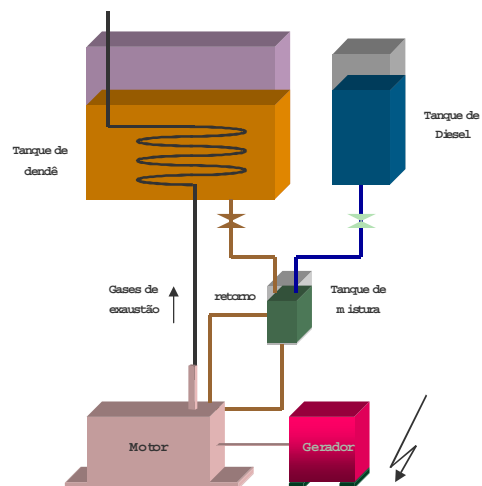 Tanque de
Diesel
Tanque de
dendê
Gases de
exaustão
retorno
Tanque de
mistura
Motor
Gerador